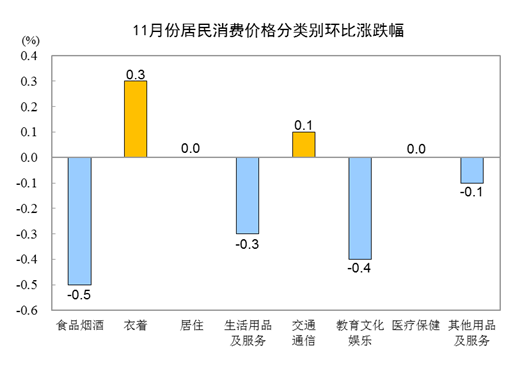 11月份居民消费价格分类别环比涨跌幅
(%)
0.4
0.3
0.2
0.1
0.0
-0.1
-0.2
-0.3
-0.4
-0.5
-0.6
-0.5
0.3
0.0
-0.3
0.1
-0.4
0.0
-0.1
食品烟酒
衣着
居住
生活用品
及服务
交通
通信
教育文化
娱乐
医疗保健
其他用品
及服务